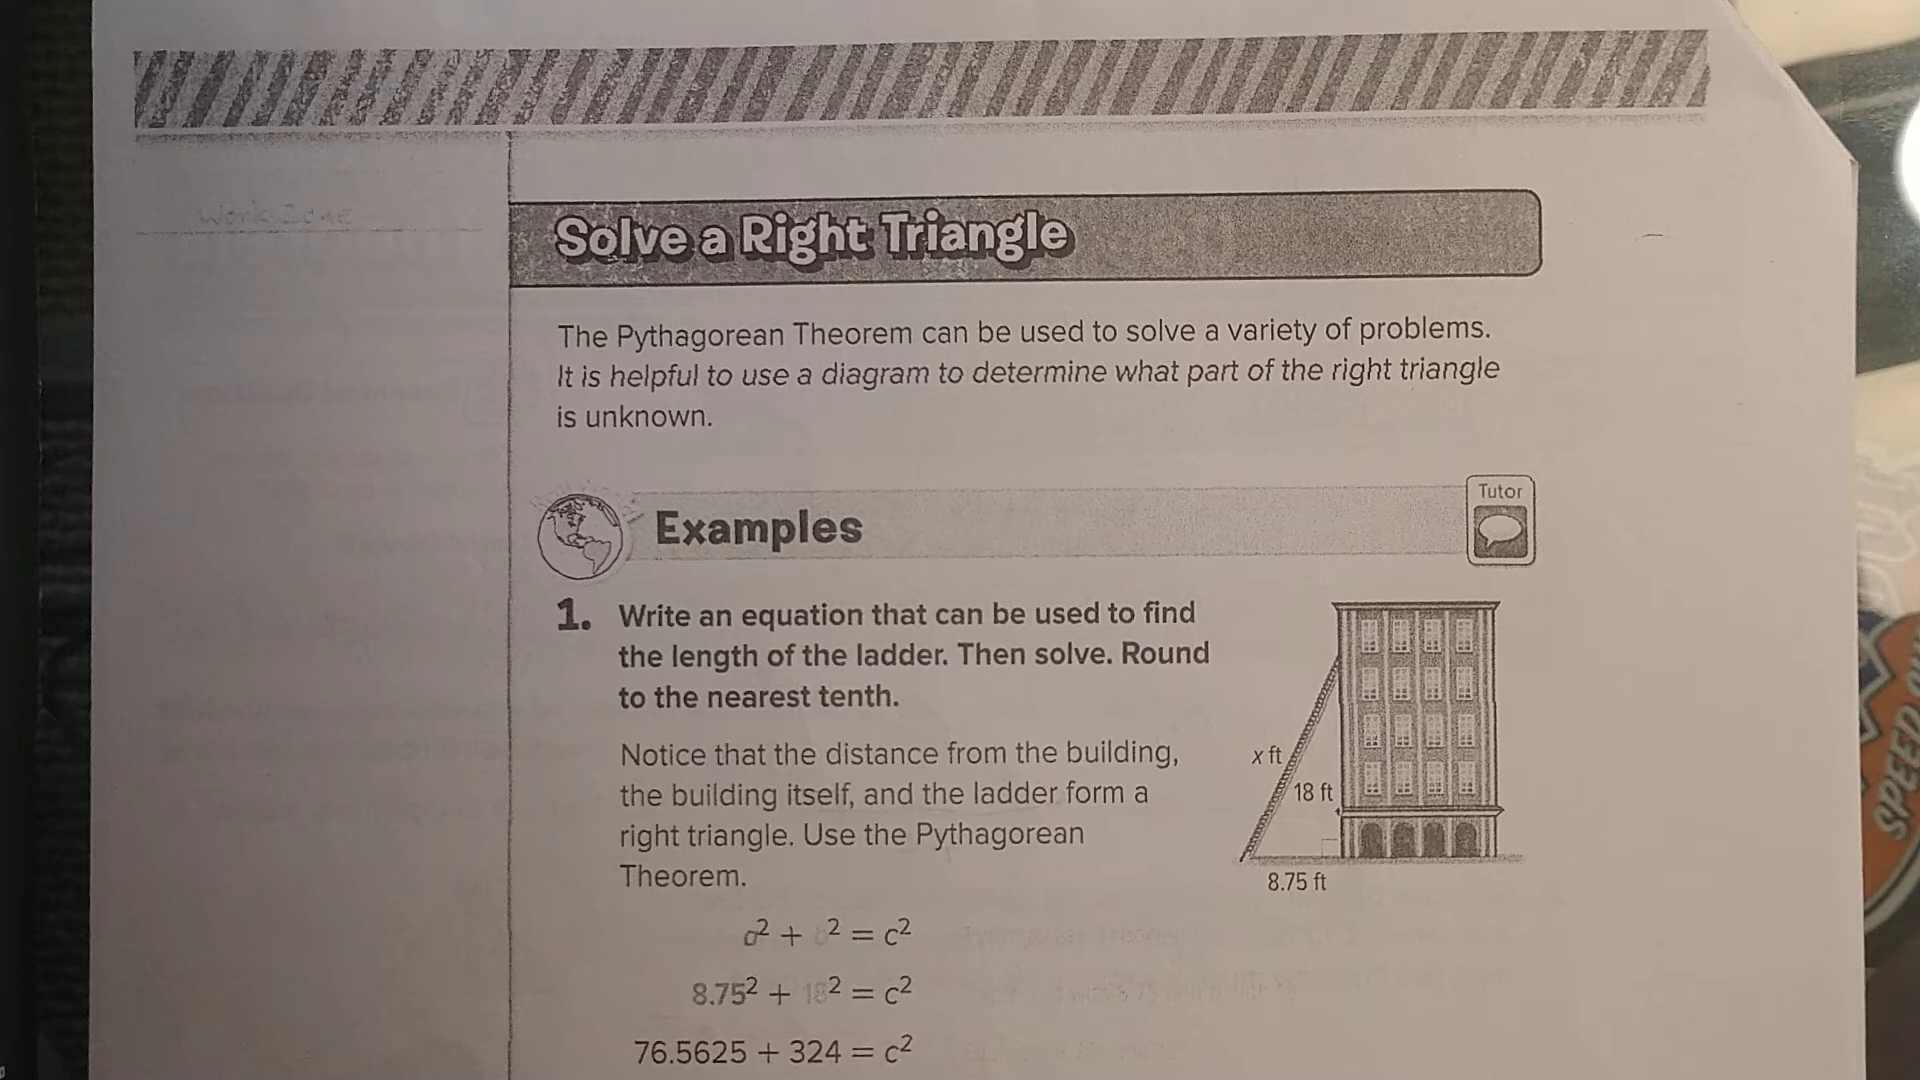 Work Zone
Solve a Right Triangle
The Pythagorean Theorem can be used to solve a variety of problems.
It is helpful to use a diagram to determine what part of the right triangle
is unknown.
Tutor
Examples
1. Write an equation that can be used to find
the length of the ladder. Then solve. Round
to the nearest tenth.
Notice that the distance from the building,
the building itself, and the ladder form a
right triangle. Use the Pythagorean
Theorem.
x ft
18 ft
8.75 ft
a² + b² = c²
8.75² + 18² = c²
76.5625 + 324 = c²
SPEED